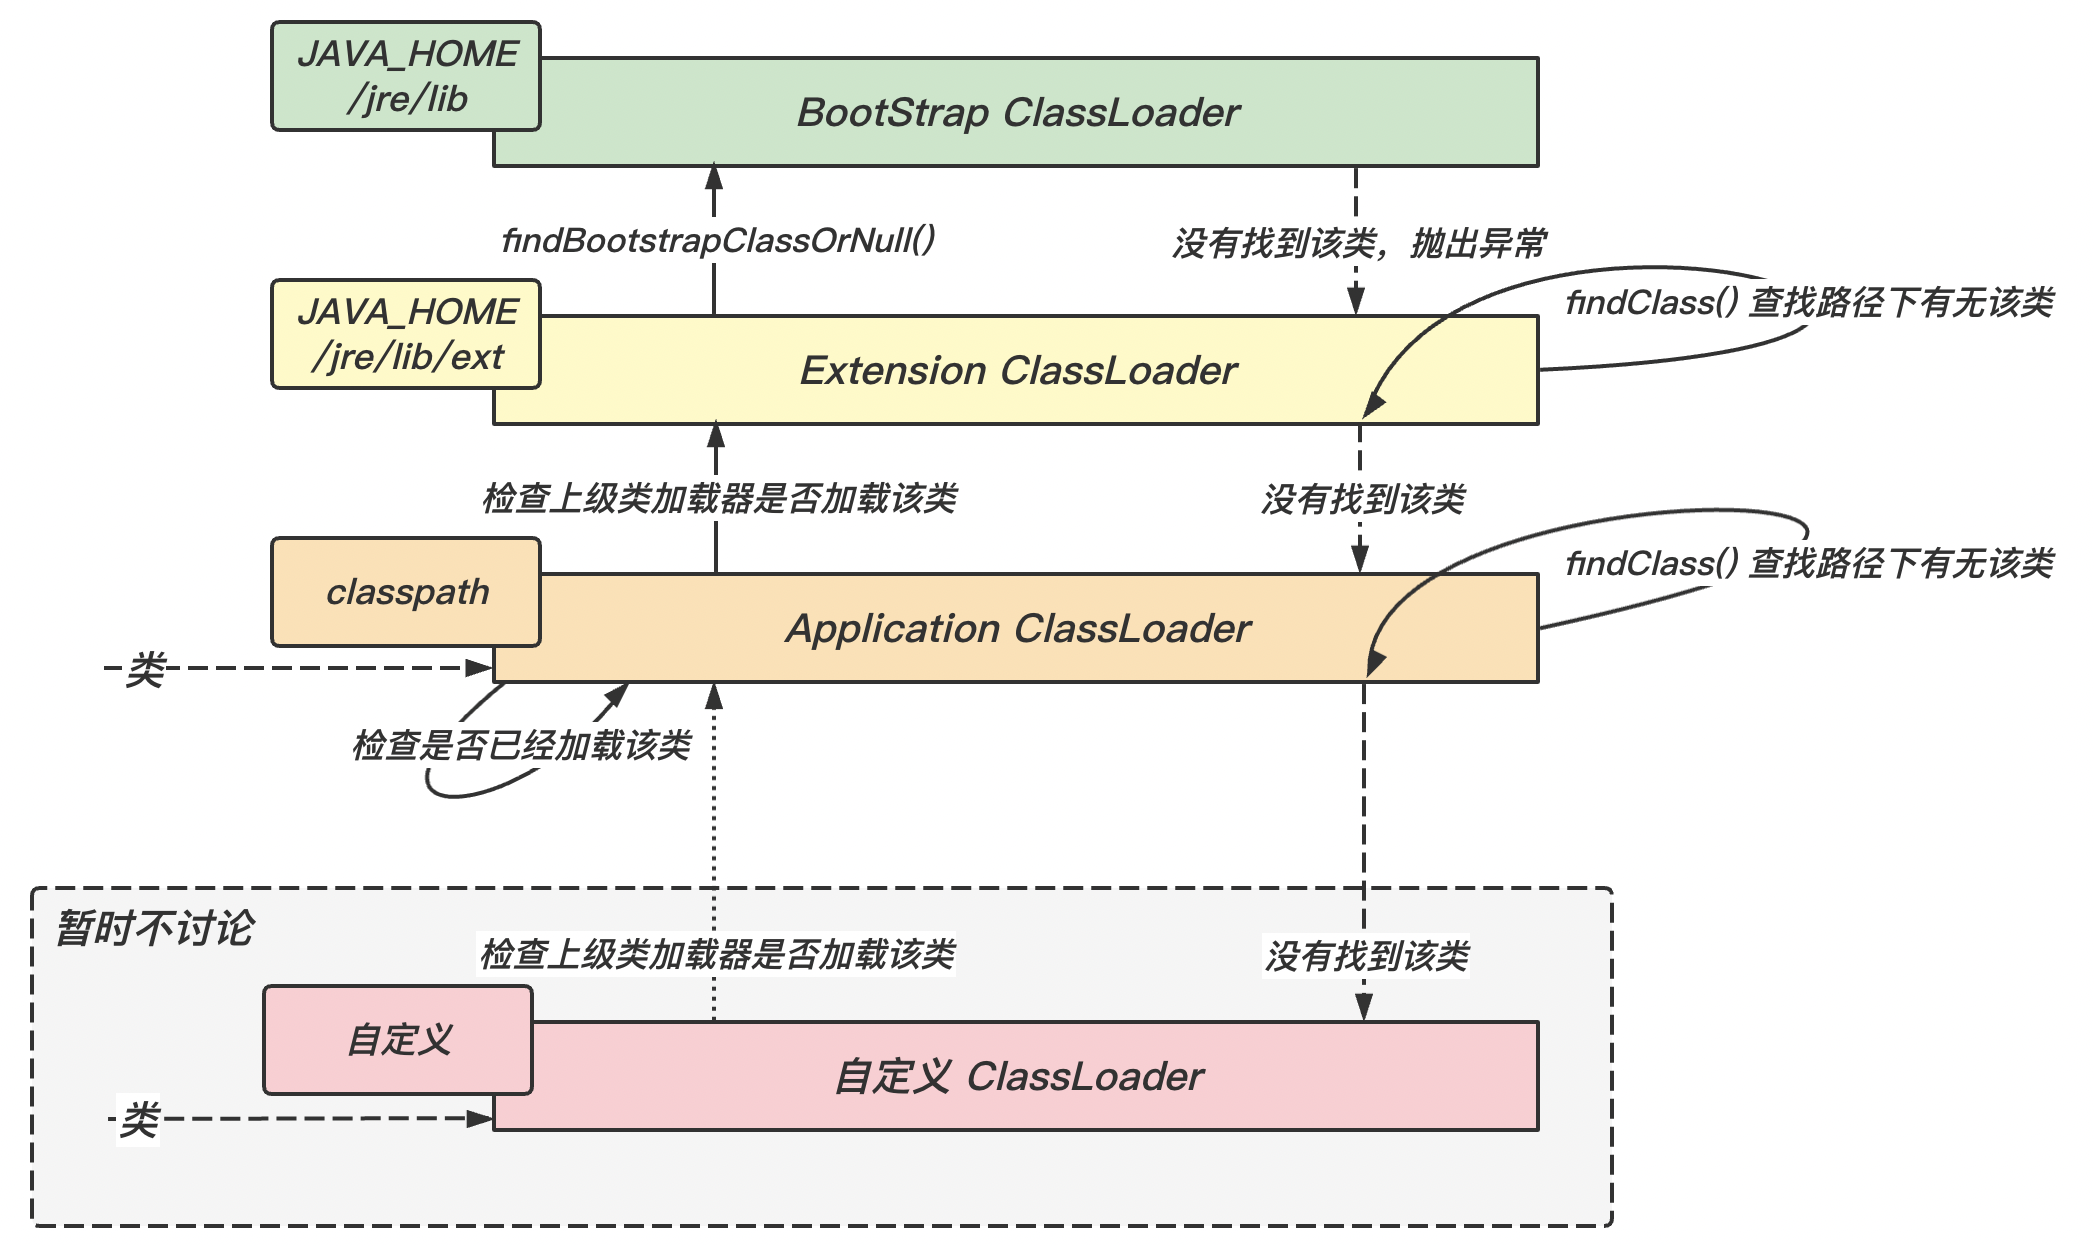 JAVA_HOME
/jre/lib
BootStrap ClassLoader
findBootstrapClassOrNull()
没有找到该类，抛出异常
JAVA_HOME
/jre/lib/ext
findClass() 查找路径下有无该类
Extension ClassLoader
检查上级类加载器是否加载该类
没有找到该类
classpath
findClass() 查找路径下有无该类
Application ClassLoader
类
检查是否已经加载该类
暂时不讨论
检查上级类加载器是否加载该类
没有找到该类
自定义
自定义 ClassLoader
类